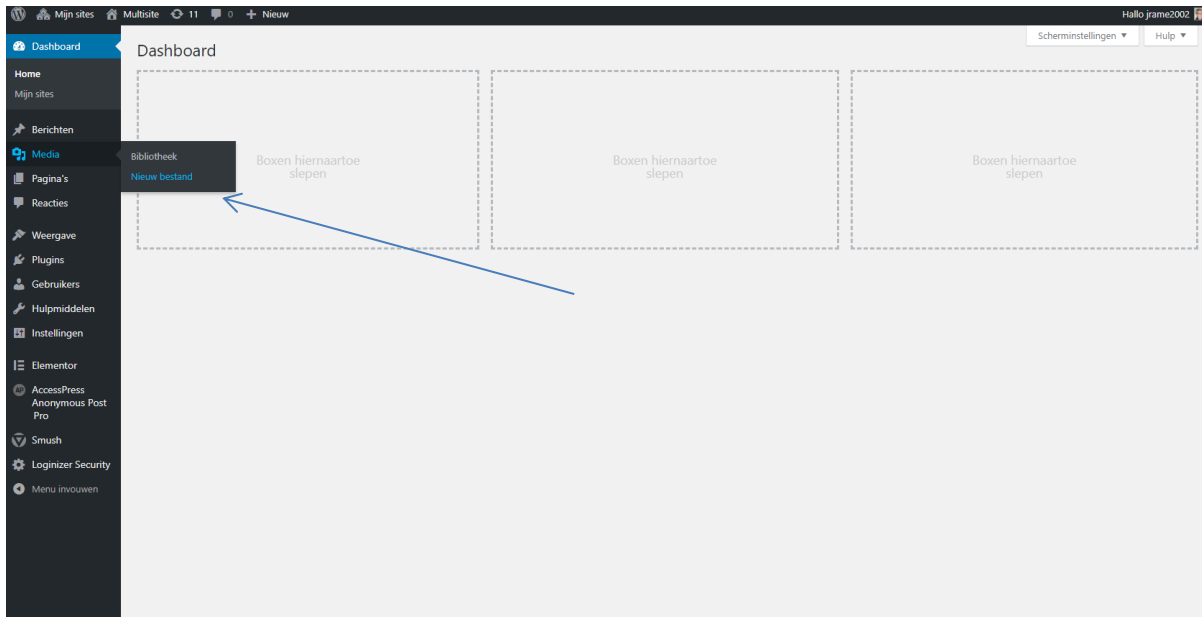 Mijn sites Multisite 11 0 Nieuw Hallo jrame2002
Scherminstellingen Hulp
Dashboard
Home
Mijn sites
Berichten
Media
Pagina's
Reacties
Weergave
Plugins
Gebruikers
Hulpmiddelen
Instellingen
Elementor
AP AccessPress
Anonymous Post
Pro
Smush
Loginizer Security
Menu invouwen
Bibliotheek
Nieuw bestand
Dashboard
Boxen hiernaartoe
slepen
Boxen hiernaartoe
slepen
Boxen hiernaartoe
slepen